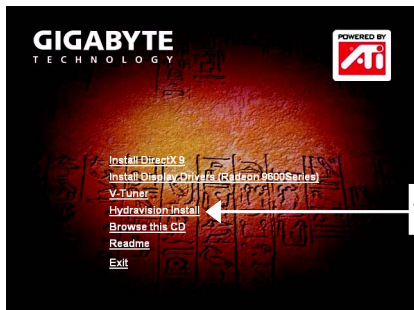 GIGABYTE
TECHNOLOGY
POWERED BY
ATI
Install DirectX 9
Install Display Drivers (Radeon 9600Series)
V-Tuner
Hydravision Install
Browse this CD
Readme
Exit